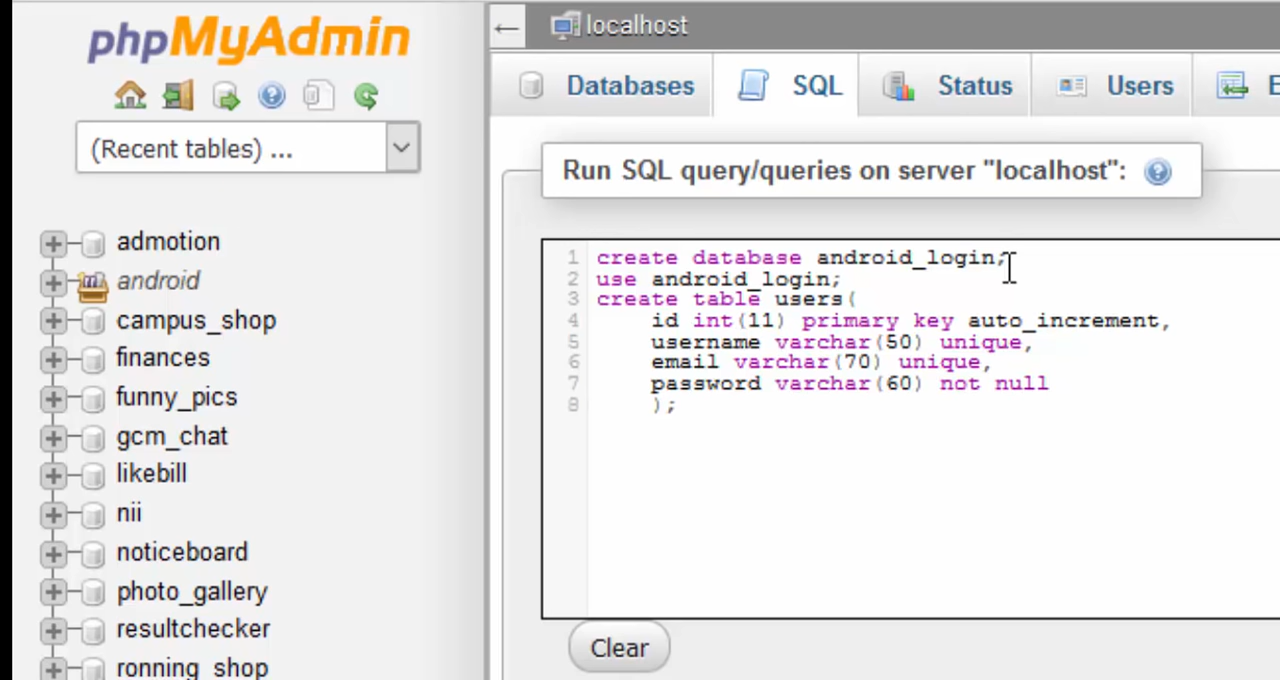 phpMyAdmin
(Recent tables) ...
admotion
android
campus_shop
finances
funny_pics
gcm_chat
likebill
nii
noticeboard
photo_gallery
resultchecker
ronning_shop
localhost
Databases SQL Status Users E
Run SQL query/queries on server "localhost":
1 create database android_login;
2 use android_login;
3 create table users(
4 id int(11) primary key auto_increment,
5 username varchar(50) unique,
6 email varchar(70) unique,
7 password varchar(60) not null
8 );
Clear